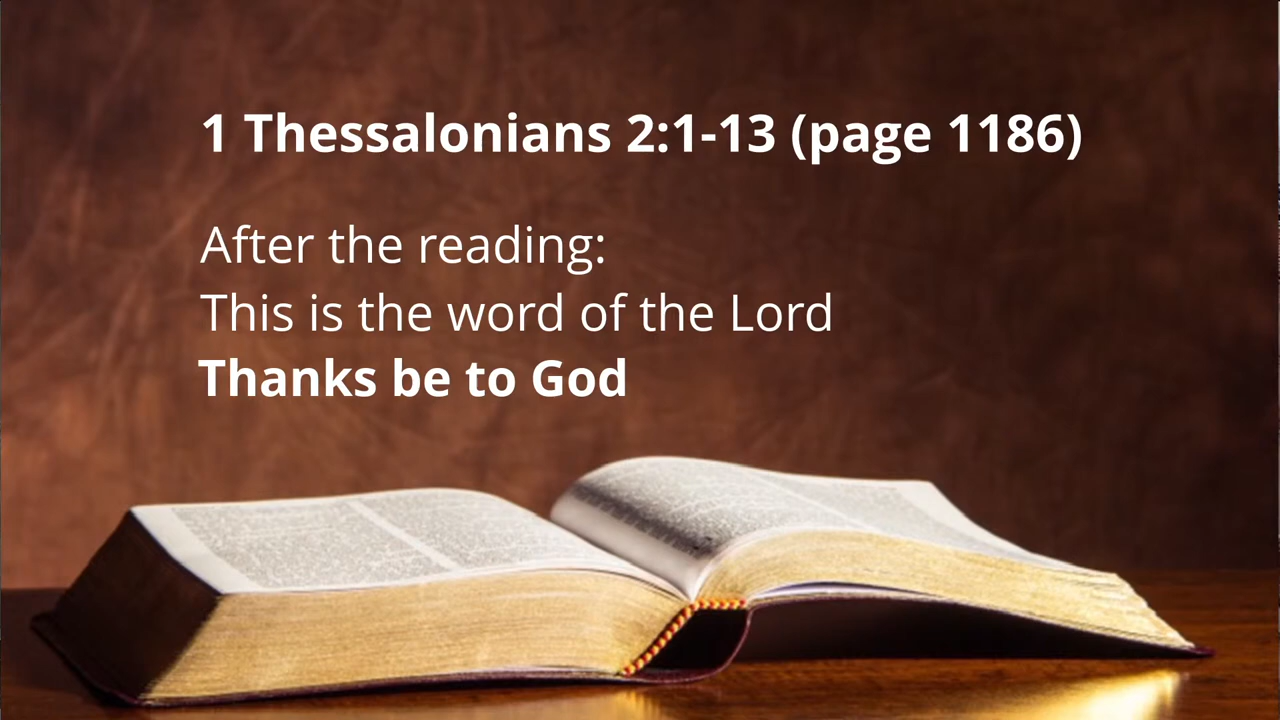 1 Thessalonians 2:1-13 (page 1186)
After the reading:
This is the word of the Lord
Thanks be to God